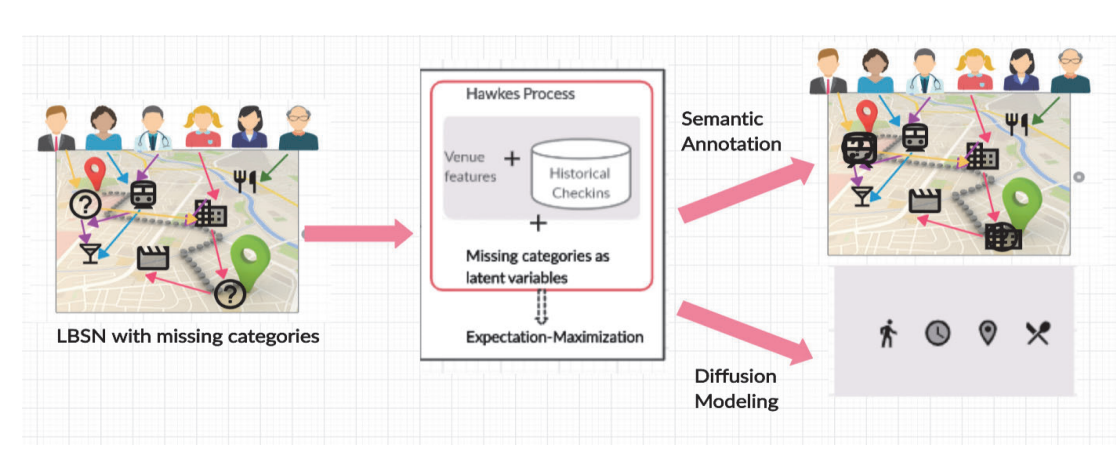 Hawkes Process
Venue
features
+
Historical
Checkins
+
Missing categories as
latent variables
Expectation-Maximization
LBSN with missing categories
?
?
Semantic
Annotation
Diffusion
Modeling